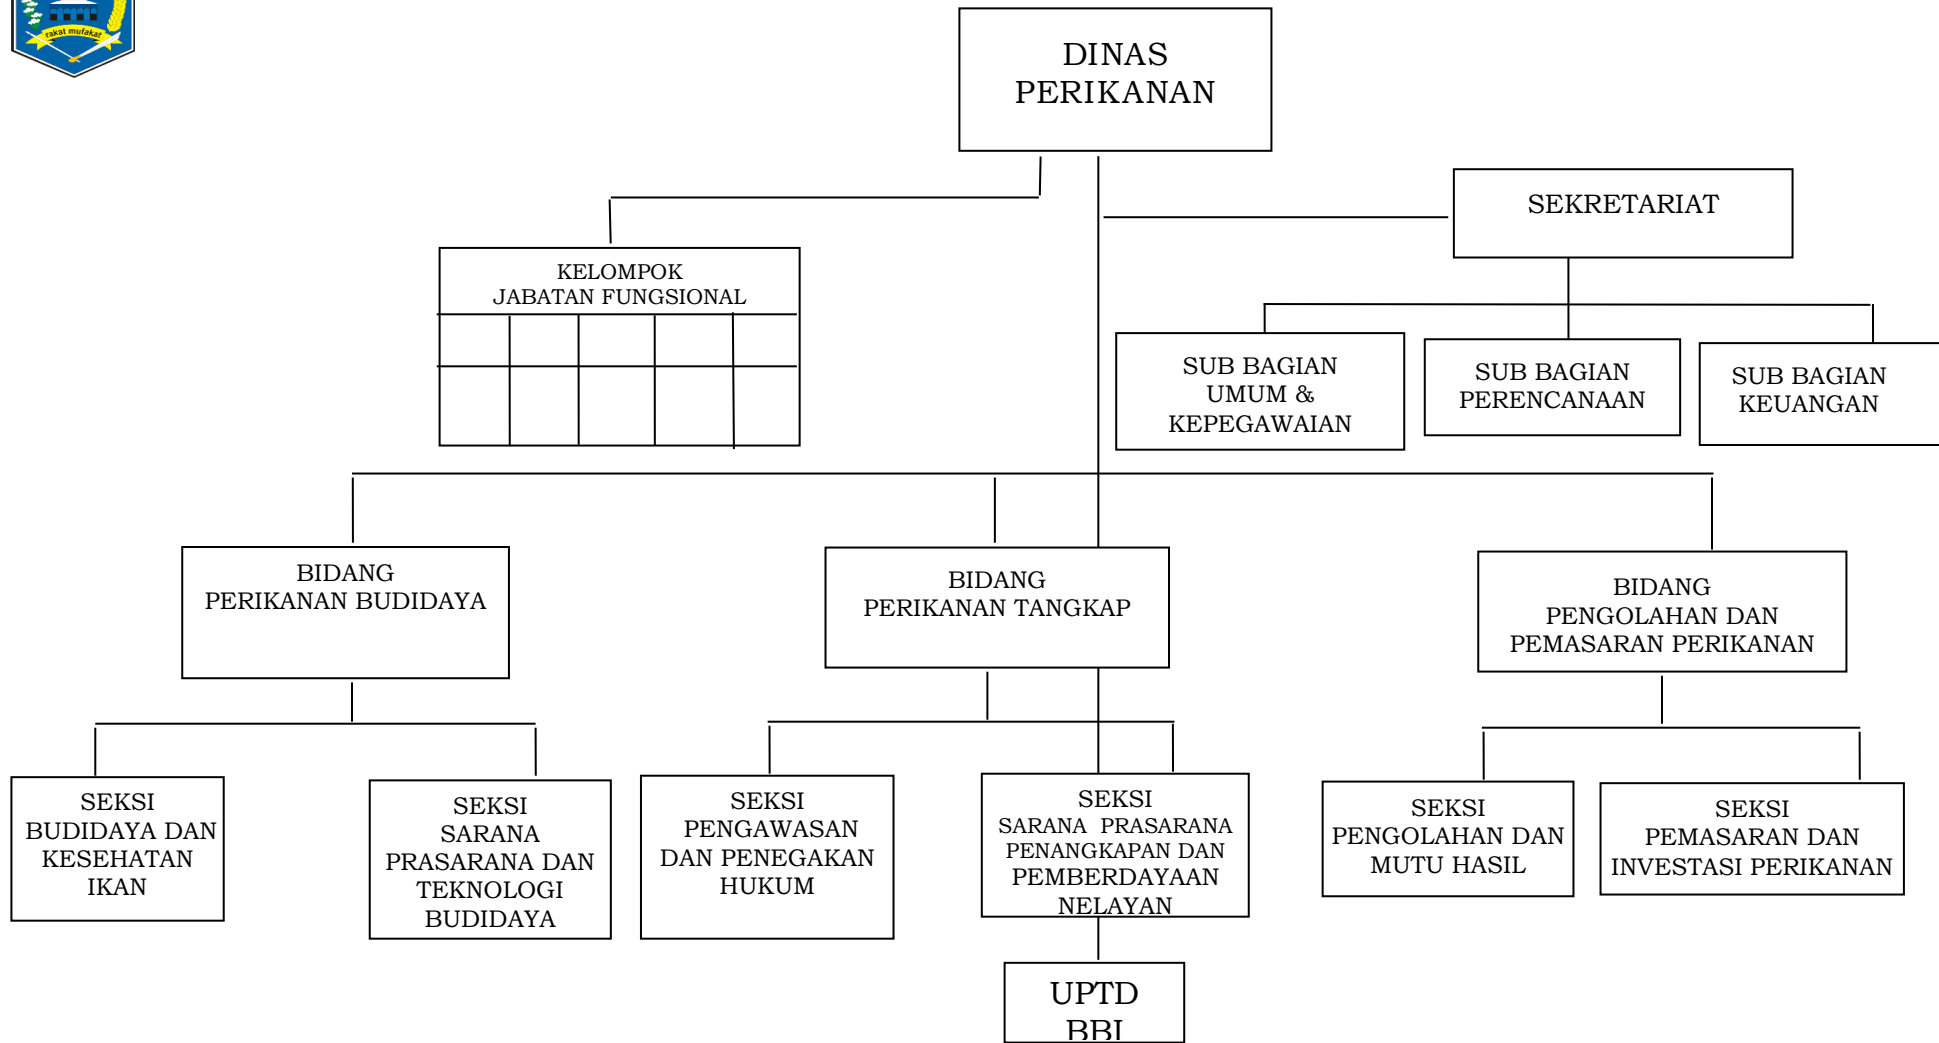 rakat mufakat
DINAS
PERIKANAN
SEKRETARIAT
KELOMPOK
JABATAN FUNGSIONAL
SUB BAGIAN
UMUM &
KEPEGAWAIAN
SUB BAGIAN
PERENCANAAN
SUB BAGIAN
KEUANGAN
BIDANG
PERIKANAN BUDIDAYA
BIDANG
PERIKANAN TANGKAP
BIDANG
PENGOLAHAN DAN
PEMASARAN PERIKANAN
SEKSI
BUDIDAYA DAN
KESEHATAN
IKAN
SEKSI
SARANA
PRASARANA DAN
TEKNOLOGI
BUDIDAYA
SEKSI
PENGAWASAN
DAN PENEGAKAN
HUKUM
SEKSI
SARANA PRASARANA
PENANGKAPAN DAN
PEMBERDAYAAN
NELAYAN
SEKSI
PENGOLAHAN DAN
MUTU HASIL
SEKSI
PEMASARAN DAN
INVESTASI PERIKANAN
UPTD
BBI